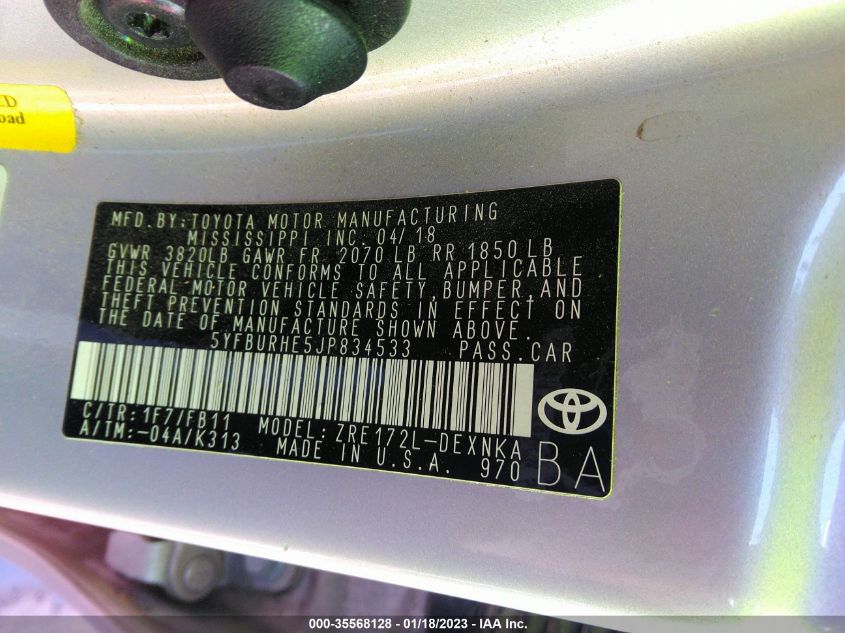 ED
oad
MFD. BY: TOYOTA MOTOR MANUFACTURING
MISSISSIPPI INC. 04/18
GVWR 3820LB GAWR FR 2070 LB RR 1850 LB
THIS VEHICLE CONFORMS TO ALL APPLICABLE
FEDERAL MOTOR VEHICLE SAFETY, BUMPER, AND
THEFT PREVENTION STANDARDS IN EFFECT ON
THE DATE OF MANUFACTURE SHOWN ABOVE.
5YFBURHE5JP834533 PASS. CAR
C/TR: 1F7/FB11 MODEL: ZRE172L-DEXNKA
A/TM: -04A/K313 MADE IN U.S.A. 970 BA
000-35568128 - 01/18/2023 - IAA Inc.